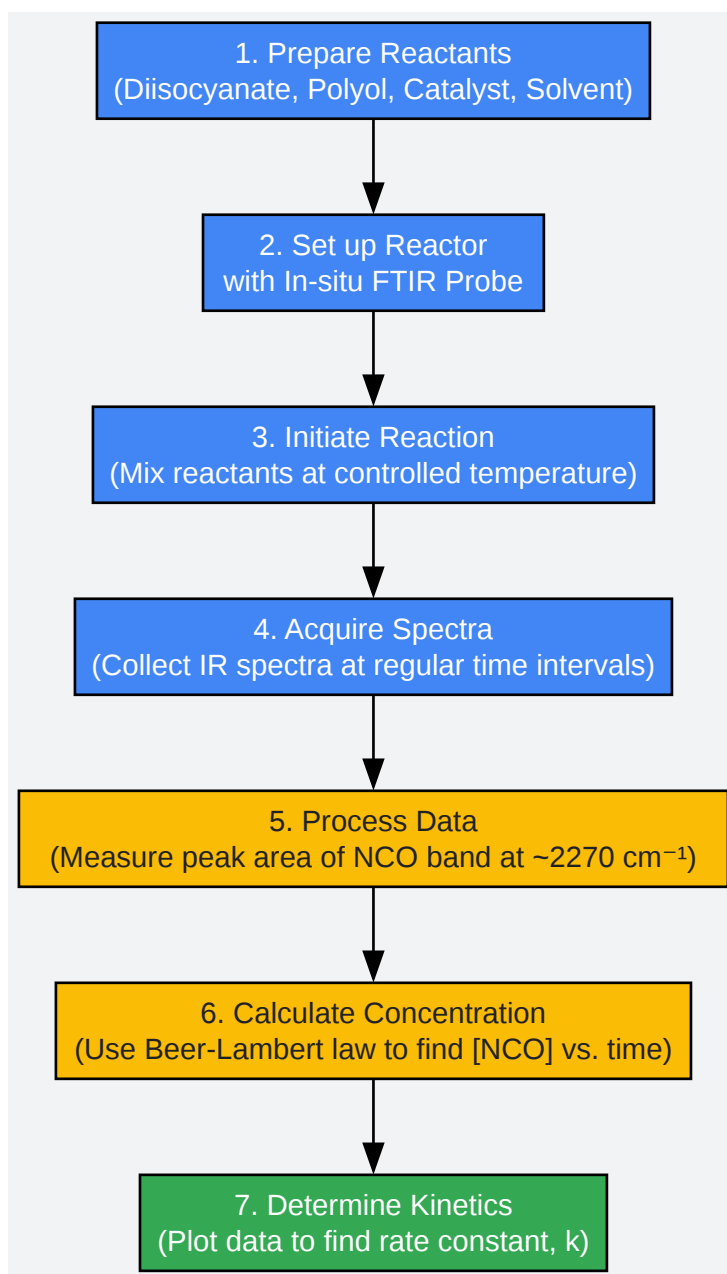 1. Prepare Reactants
(Diisocyanate, Polyol, Catalyst, Solvent)
2. Set up Reactor
with In-situ FTIR Probe
3. Initiate Reaction
(Mix reactants at controlled temperature)
4. Acquire Spectra
(Collect IR spectra at regular time intervals)
5. Process Data
(Measure peak area of NCO band at ~2270 cm⁻¹)
6. Calculate Concentration
(Use Beer-Lambert law to find [NCO] vs. time)
7. Determine Kinetics
(Plot data to find rate constant, k)